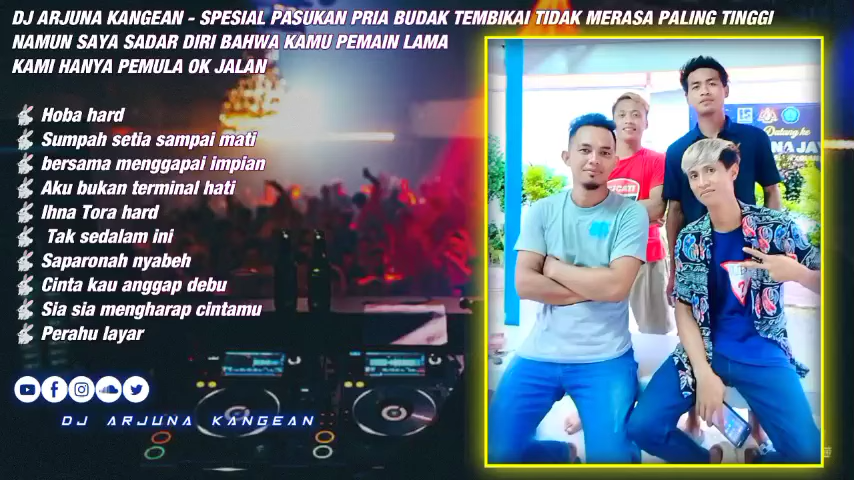 DJ ARJUNA KANGEAN - SPESIAL PASUKAN PRIA BUDAK TEMBIKAI TIDAK MERASA PALING TINGGI
NAMUN SAYA SADAR DIRI BAHWA KAMU PEMAIN LAMA
KAMI HANYA PEMULA OK JALAN
Hoba hard
Sumpah setia sampai mati
bersama menggapai impian
Aku bukan terminal hati
Ihna Tora hard
Tak sedalam ini
Saparonah nyabeh
Cinta kau anggap debu
Sia sia mengharap cintamu
Perahu layar
DJ ARJUNA KANGEAN
Datang ke